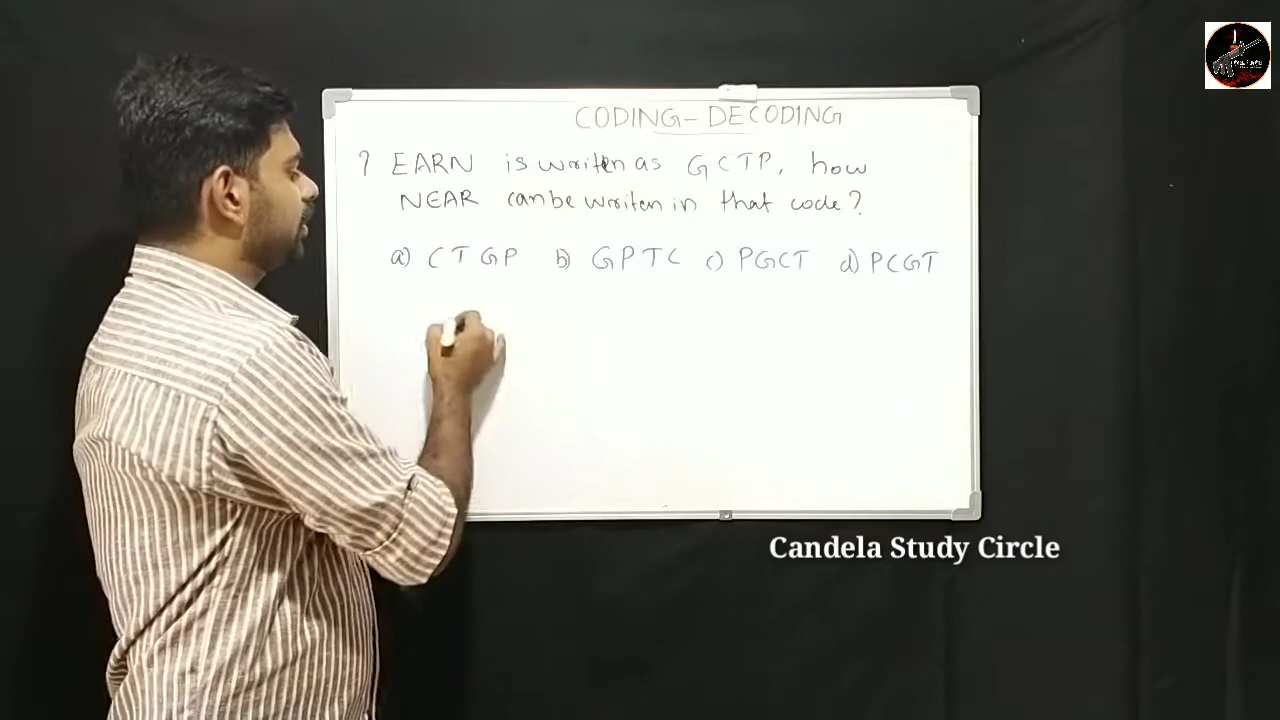 CODING-DECODING
? EARN is written as GCTP, how
NEAR can be writen in that code?
a) CTGP b) GPTC c) PGCT d) PCGT
Candela Study Circle